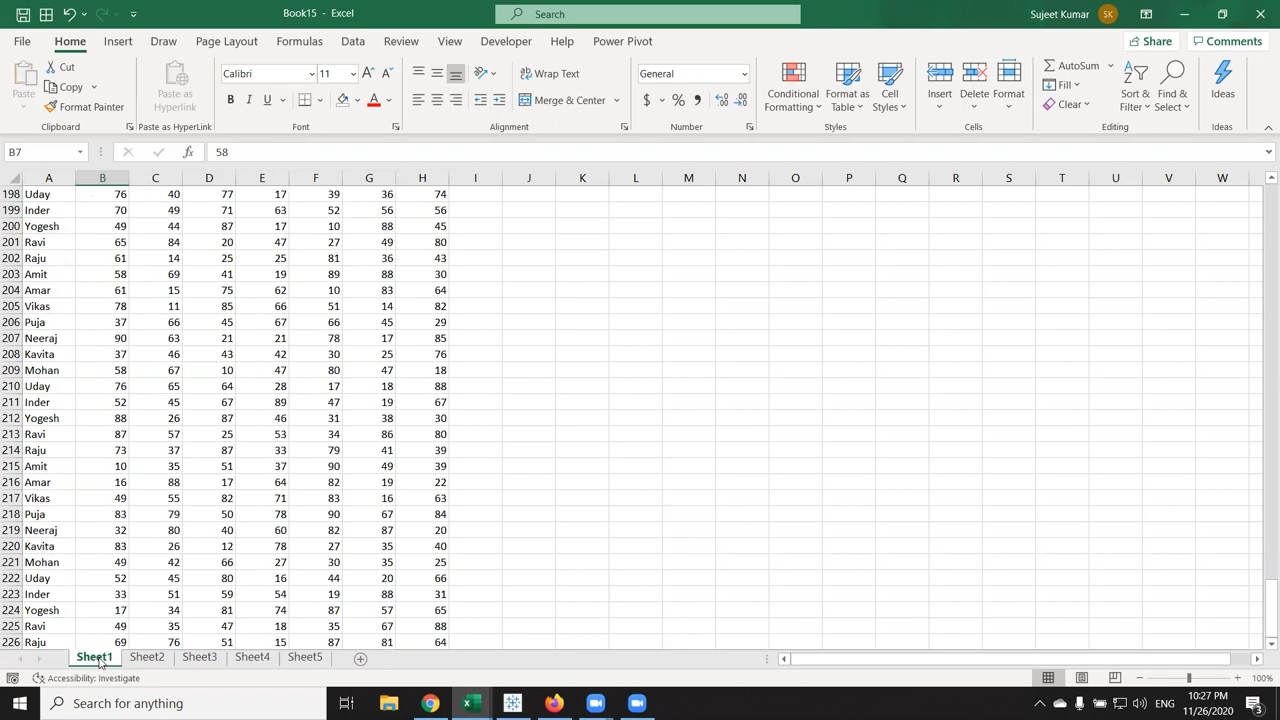 Book15 - Excel
Search
Sujeet Kumar
SK
File Home Insert Draw Page Layout Formulas Data Review View Developer Help Power Pivot
Share Comments
Paste
Cut
Copy
Format Painter
Clipboard
Paste as Hyperlink
Paste as HyperLink
Calibri 11
B I U
Font
Wrap Text
Merge & Center
Alignment
General
$ % ,
Number
Conditional Formatting
Format as Table
Cell Styles
Styles
Insert Delete Format
Cells
AutoSum
Fill
Clear
Sort & Filter
Find & Select
Editing
Ideas
Ideas
B7 fx 58
A B C D E F G H I J K L M N O P Q R S T U V W
198 Uday 76 40 77 17 39 36 74
199 Inder 70 49 71 63 52 56 56
200 Yogesh 49 44 87 17 10 88 45
201 Ravi 65 84 20 47 27 49 80
202 Raju 61 14 25 25 81 36 43
203 Amit 58 69 41 19 89 88 30
204 Amar 61 15 75 62 10 83 64
205 Vikas 78 11 85 66 51 14 82
206 Puja 37 66 45 67 66 45 29
207 Neeraj 90 63 21 21 78 17 85
208 Kavita 37 46 43 42 30 25 76
209 Mohan 58 67 10 47 80 47 18
210 Uday 76 65 64 28 17 18 88
211 Inder 52 45 67 89 47 19 67
212 Yogesh 88 26 87 46 31 38 30
213 Ravi 87 57 25 53 34 86 80
214 Raju 73 37 87 33 79 41 39
215 Amit 10 35 51 37 90 49 39
216 Amar 16 88 17 64 82 19 22
217 Vikas 49 55 82 71 83 16 63
218 Puja 83 79 50 78 90 67 84
219 Neeraj 32 80 40 60 82 87 20
220 Kavita 83 26 12 78 27 35 40
221 Mohan 49 42 66 27 30 35 25
222 Uday 52 45 80 16 44 20 66
223 Inder 33 51 59 54 19 88 31
224 Yogesh 17 34 81 74 87 57 65
225 Ravi 49 35 47 18 35 67 88
226 Raju 69 76 51 15 87 81 64
Sheet1 Sheet2 Sheet3 Sheet4 Sheet5
Accessibility: Investigate
100%
Search for anything
ENG
10:27 PM
11/26/2020